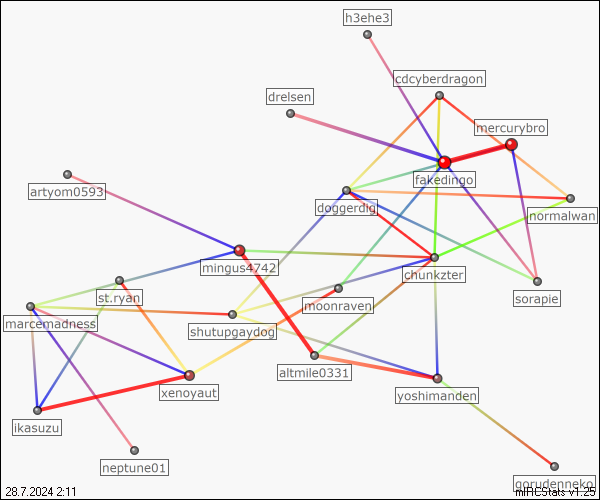 h3ehe3
cdcyberdragon
drelsen
mercurybro
fakedingo
artyom0593
doggerdig
normalwan
mingus4742
chunkzter
st.ryan
moonraven
sorapie
marcemadness
shutupgaydog
altmile0331
xenoyaut
yoshimanden
ikasuzu
neptune01
gorudenneko
28.7.2024 2:11
mIRCStats v1.25